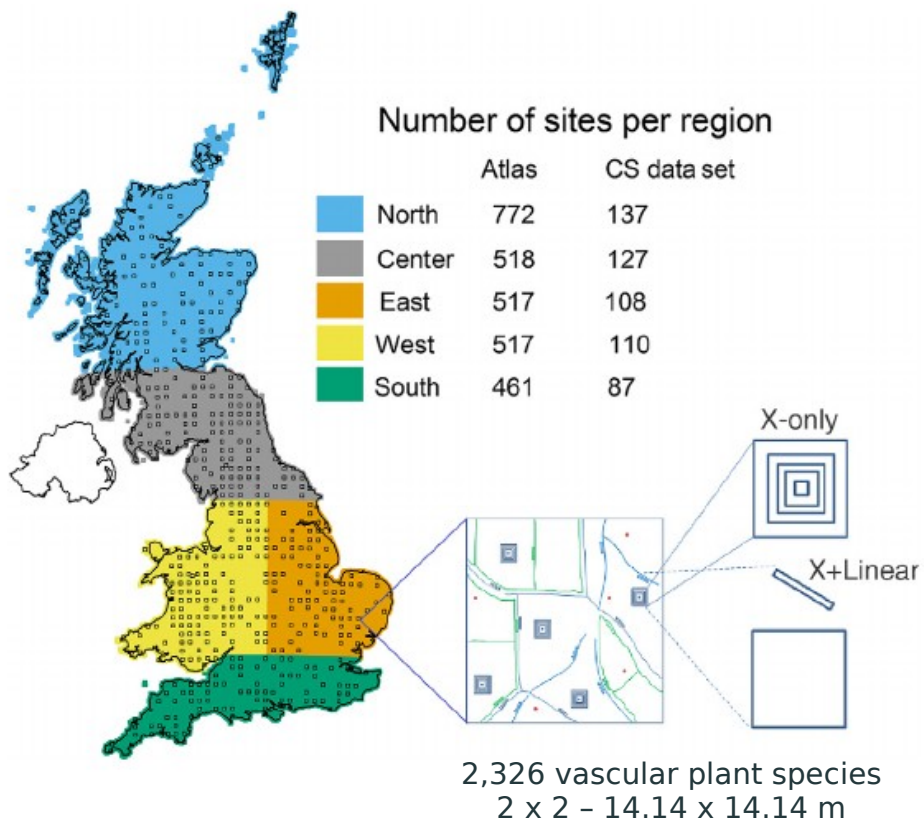 Number of sites per region
Atlas CS data set
North 772 137
Center 518 127
East 517 108
West 517 110
South 461 87
X-only
X+Linear
2,326 vascular plant species
2 x 2 – 14.14 x 14.14 m